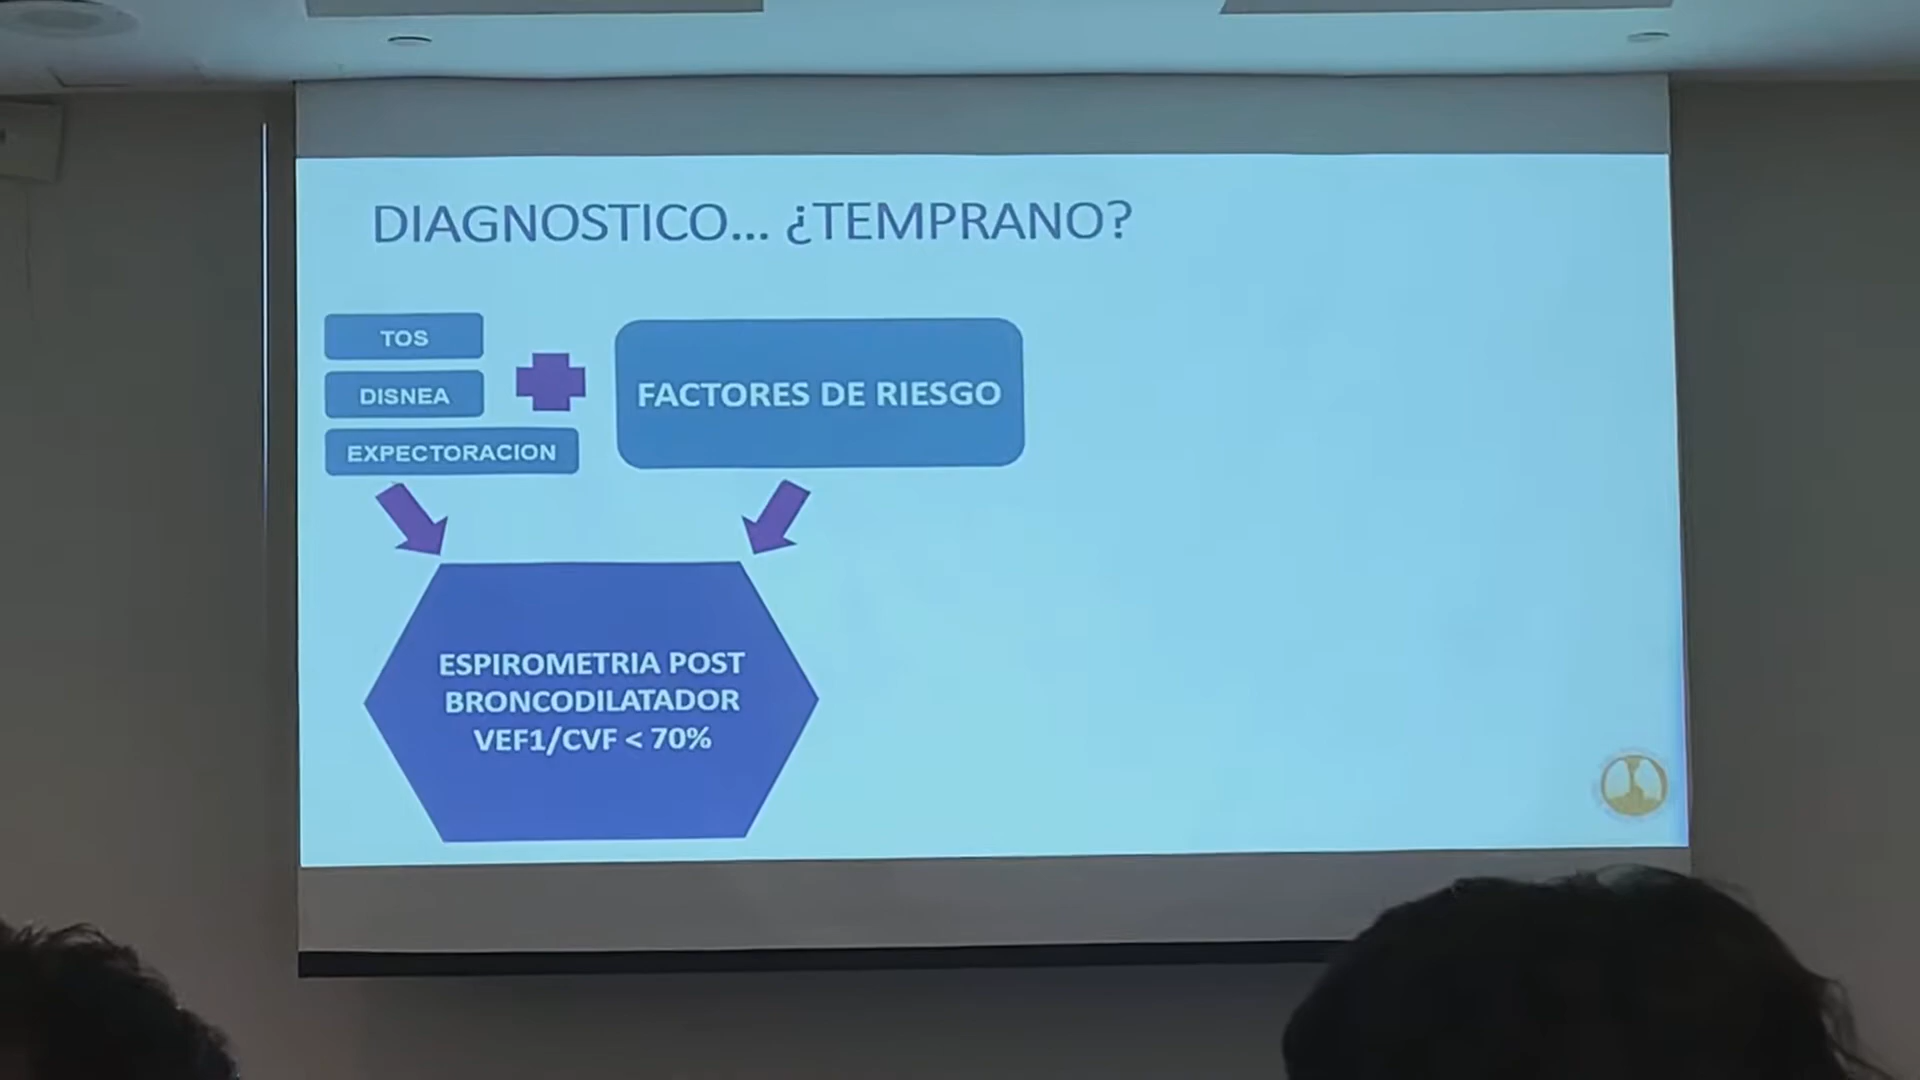 DIAGNOSTICO... ¿TEMPRANO?
TOS
DISNEA
EXPECTORACION
FACTORES DE RIESGO
ESPIROMETRIA POST
BRONCODILATADOR
VEF1/CVF < 70%